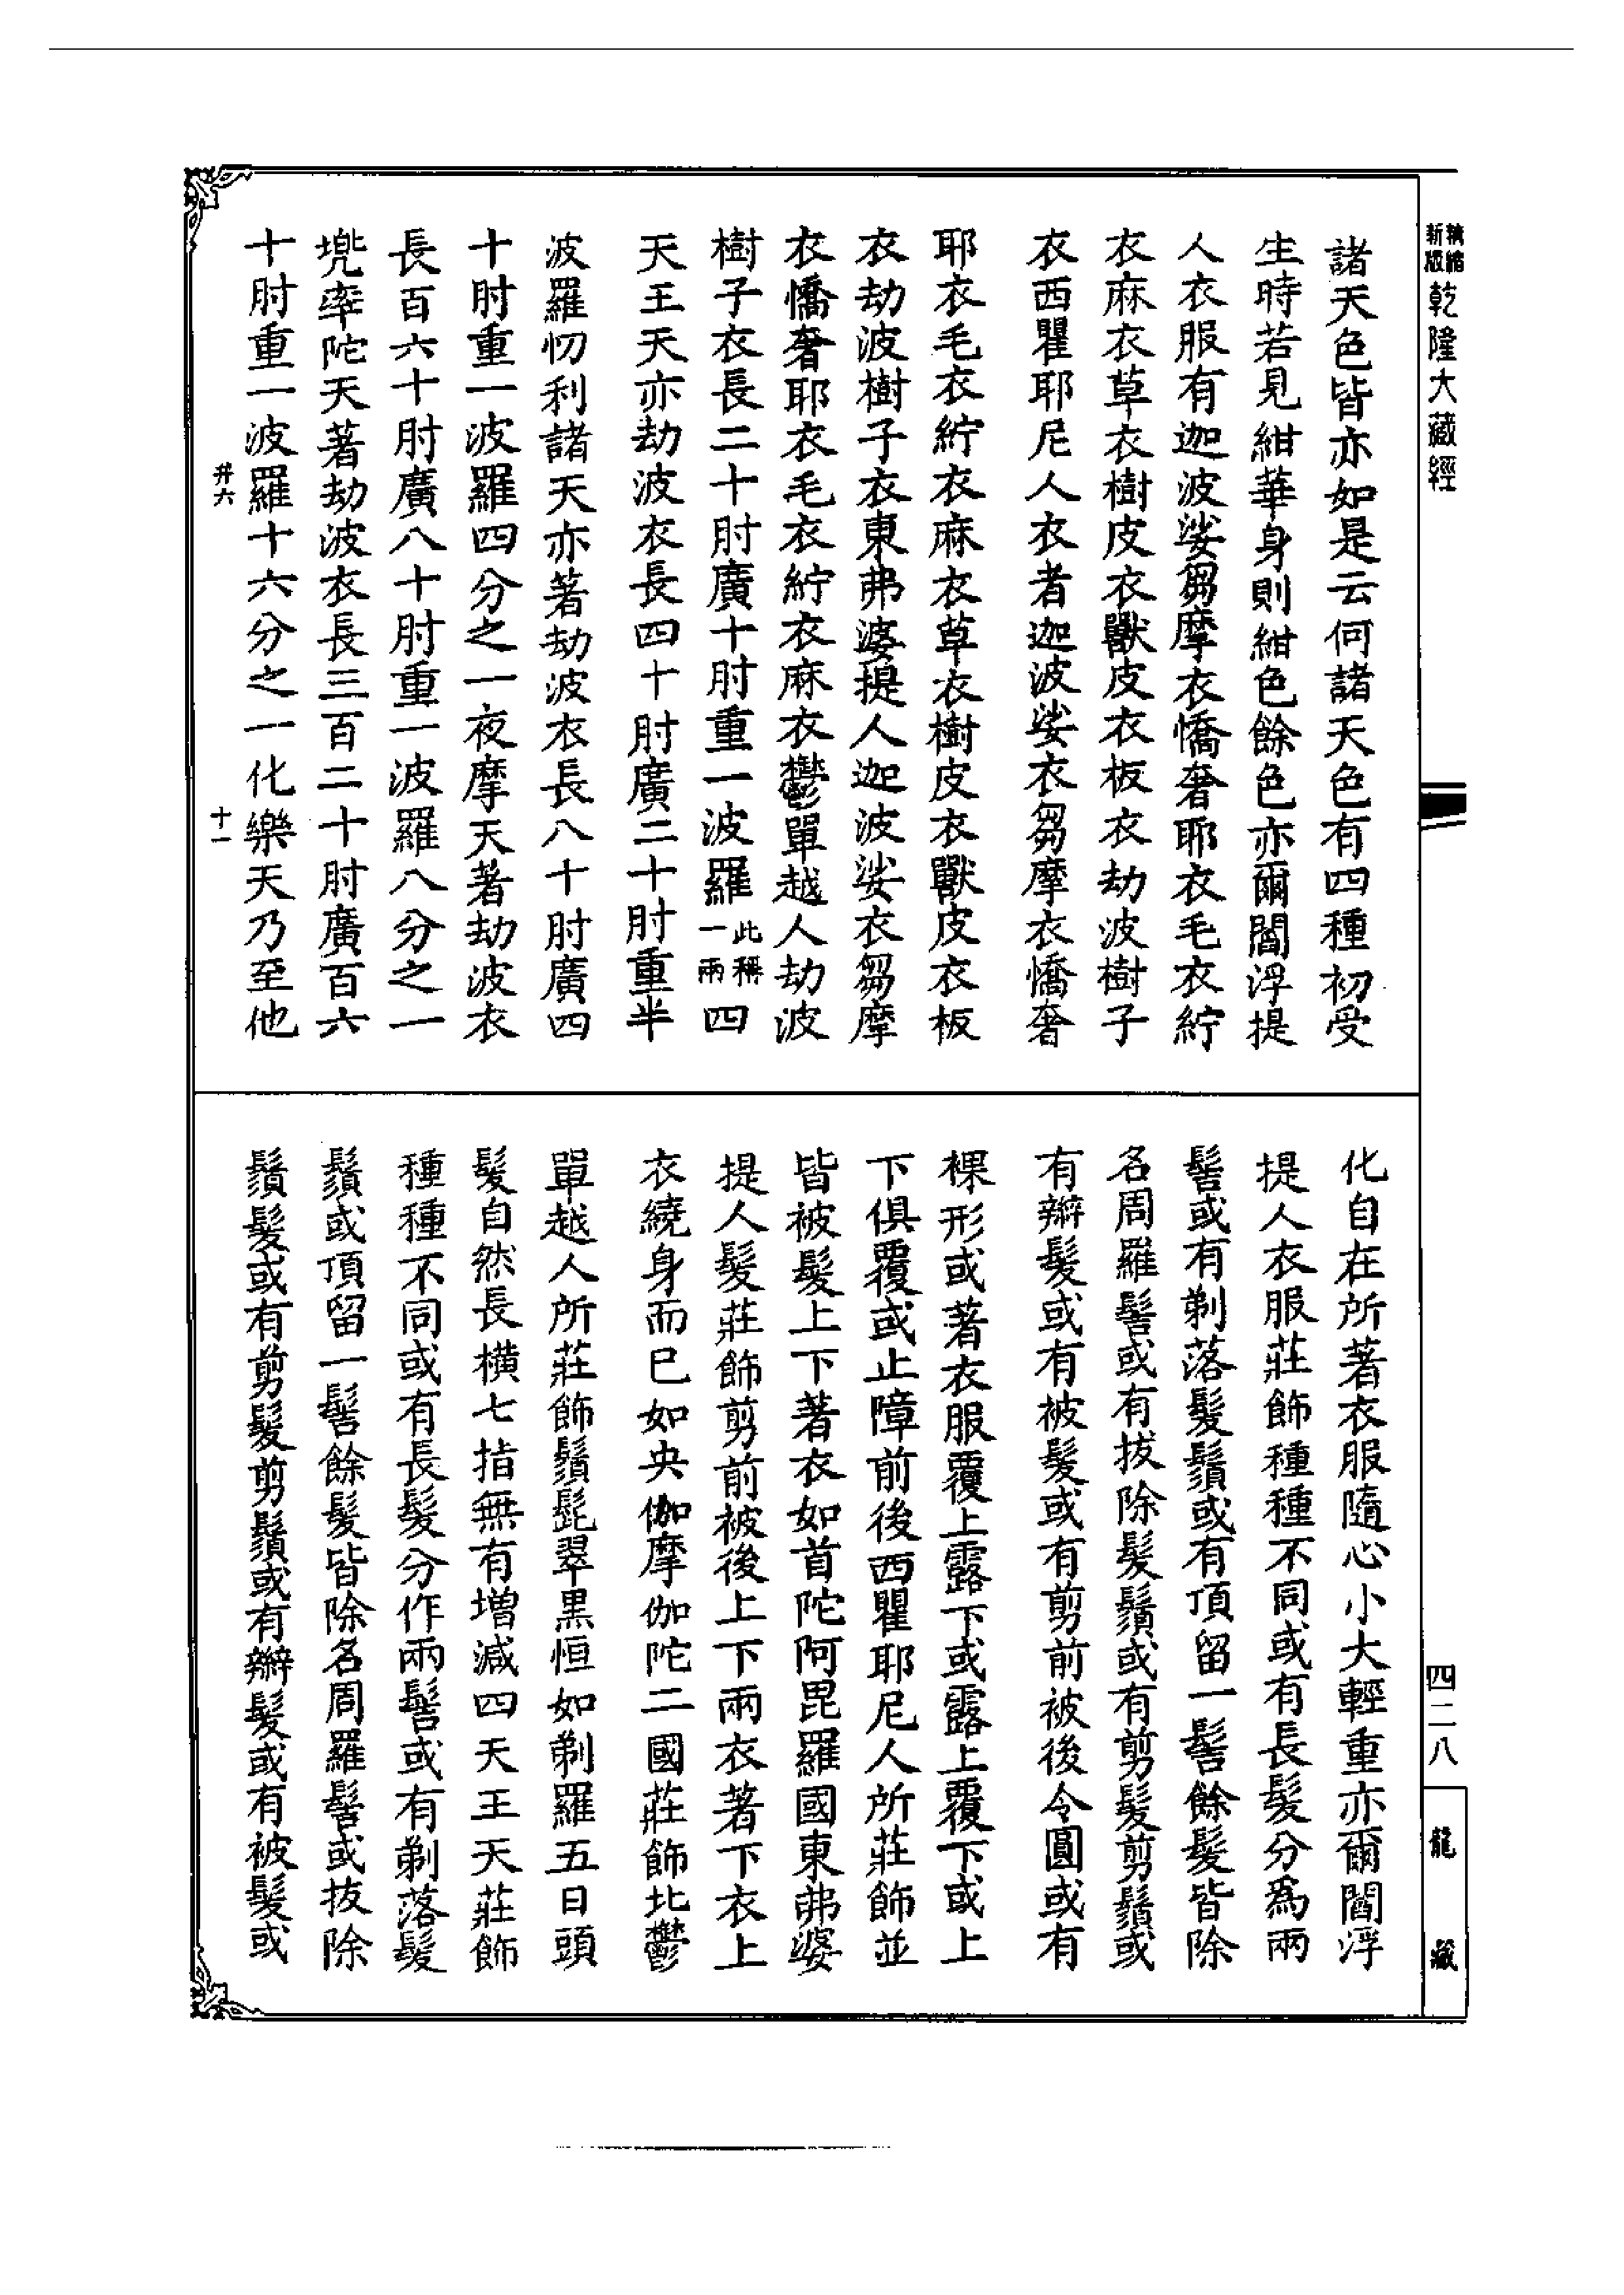 精縮
新版
乾隆大藏經
四二八
龍藏
諸天色皆亦如是云何諸天色有四種初受
生時若見紺華身則紺色餘色亦爾閻浮提
人衣服有迦波娑芻摩衣憍奢耶衣毛衣紵
衣麻衣草衣樹皮衣獸皮衣板衣劫波樹子
衣西瞿耶尼人衣者迦波娑衣芻摩衣憍奢
耶衣毛衣紵衣麻衣草衣樹皮衣獸皮衣板
衣劫波樹子衣東弗婆提人迦波娑衣芻摩
衣憍奢耶衣毛衣紵衣麻衣鬱單越人劫波
樹子衣長二十肘廣十肘重一波羅此稱一兩四
天王天亦劫波衣長四十肘廣二十肘重半
波羅忉利諸天亦著劫波衣長八十肘廣四
十肘重一波羅四分之一夜摩天著劫波衣
長百六十肘廣八十肘重一波羅八分之一
兜率陀天著劫波衣長三百二十肘廣百六
十肘重一波羅十六分之一化樂天乃至他
井六
十一
化自在所著衣服隨心小大輕重亦爾閻浮
提人衣服莊飾種種不同或有長髮分為兩
髻或有剃落髮鬚或有頂留一髻餘髮皆除
名周羅髻或有拔除髮鬚或有剪髮剪鬚或
有辮髮或有被髮或有剪前被後令圓或有
裸形或著衣服覆上露下或露上覆下或上
下俱覆或止障前後西瞿耶尼人所莊飾並
皆被髮上下著衣如首陀阿毘羅國東弗婆
提人髮莊飾剪前被後上下兩衣著下衣上
衣繞身而已如央伽摩伽陀二國莊飾北鬱
單越人所莊飾鬚髭翠黑恒如剃羅五日頭
髮自然長橫七指無有增減四天王天莊飾
種種不同或有長髮分作兩髻或有剃落髮
鬚或頂留一髻餘髮皆除名周羅髻或拔除
鬚髮或有剪髮剪鬚或有辮髮或有被髮或